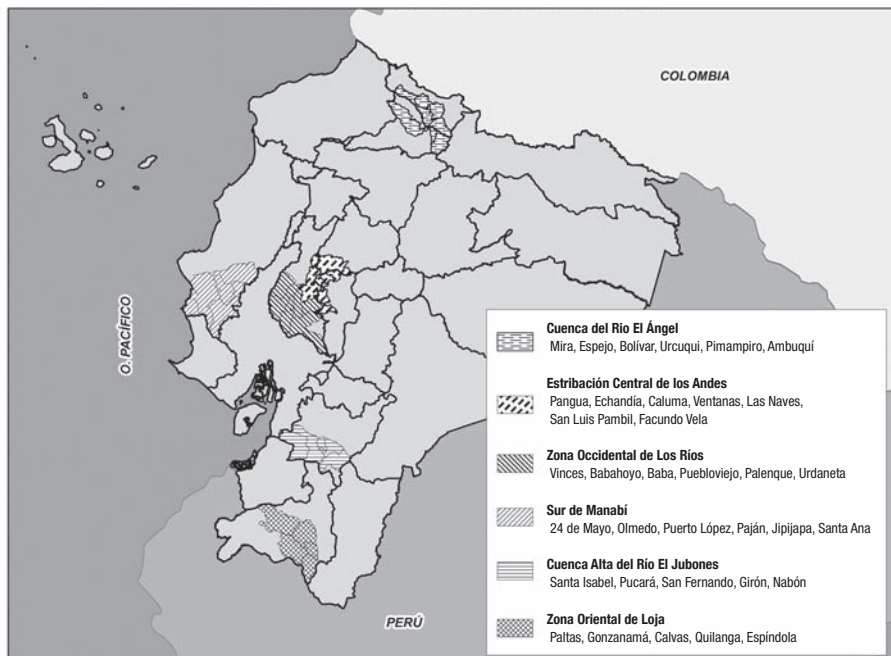 COLOMBIA
O. PACÍFICO
PERÚ
Cuenca del Rio El Ángel
Mira, Espejo, Bolívar, Urcuqui, Pimampiro, Ambuquí
Estribación Central de los Andes
Pangua, Echandía, Caluma, Ventanas, Las Naves,
San Luis Pambil, Facundo Vela
Zona Occidental de Los Ríos
Vinces, Babahoyo, Baba, Puebloviejo, Palenque, Urdaneta
Sur de Manabí
24 de Mayo, Olmedo, Puerto López, Paján, Jipijapa, Santa Ana
Cuenca Alta del Río El Jubones
Santa Isabel, Pucará, San Fernando, Girón, Nabón
Zona Oriental de Loja
Paltas, Gonzanamá, Calvas, Quilanga, Espíndola